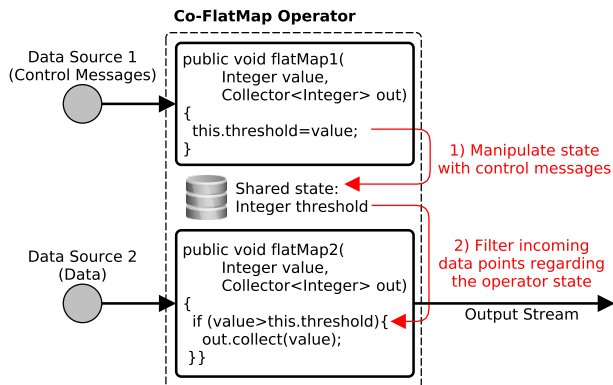 Co-FlatMap Operator
Data Source 1
(Control Messages)
public void flatMap1(
Integer value,
Collector<Integer> out)
{
this.threshold=value;
}
1) Manipulate state
with control messages
Shared state:
Integer threshold
Data Source 2
(Data)
public void flatMap2(
Integer value,
Collector<Integer> out)
{
if (value>this.threshold){
out.collect(value);
}}
2) Filter incoming
data points regarding
the operator state
Output Stream